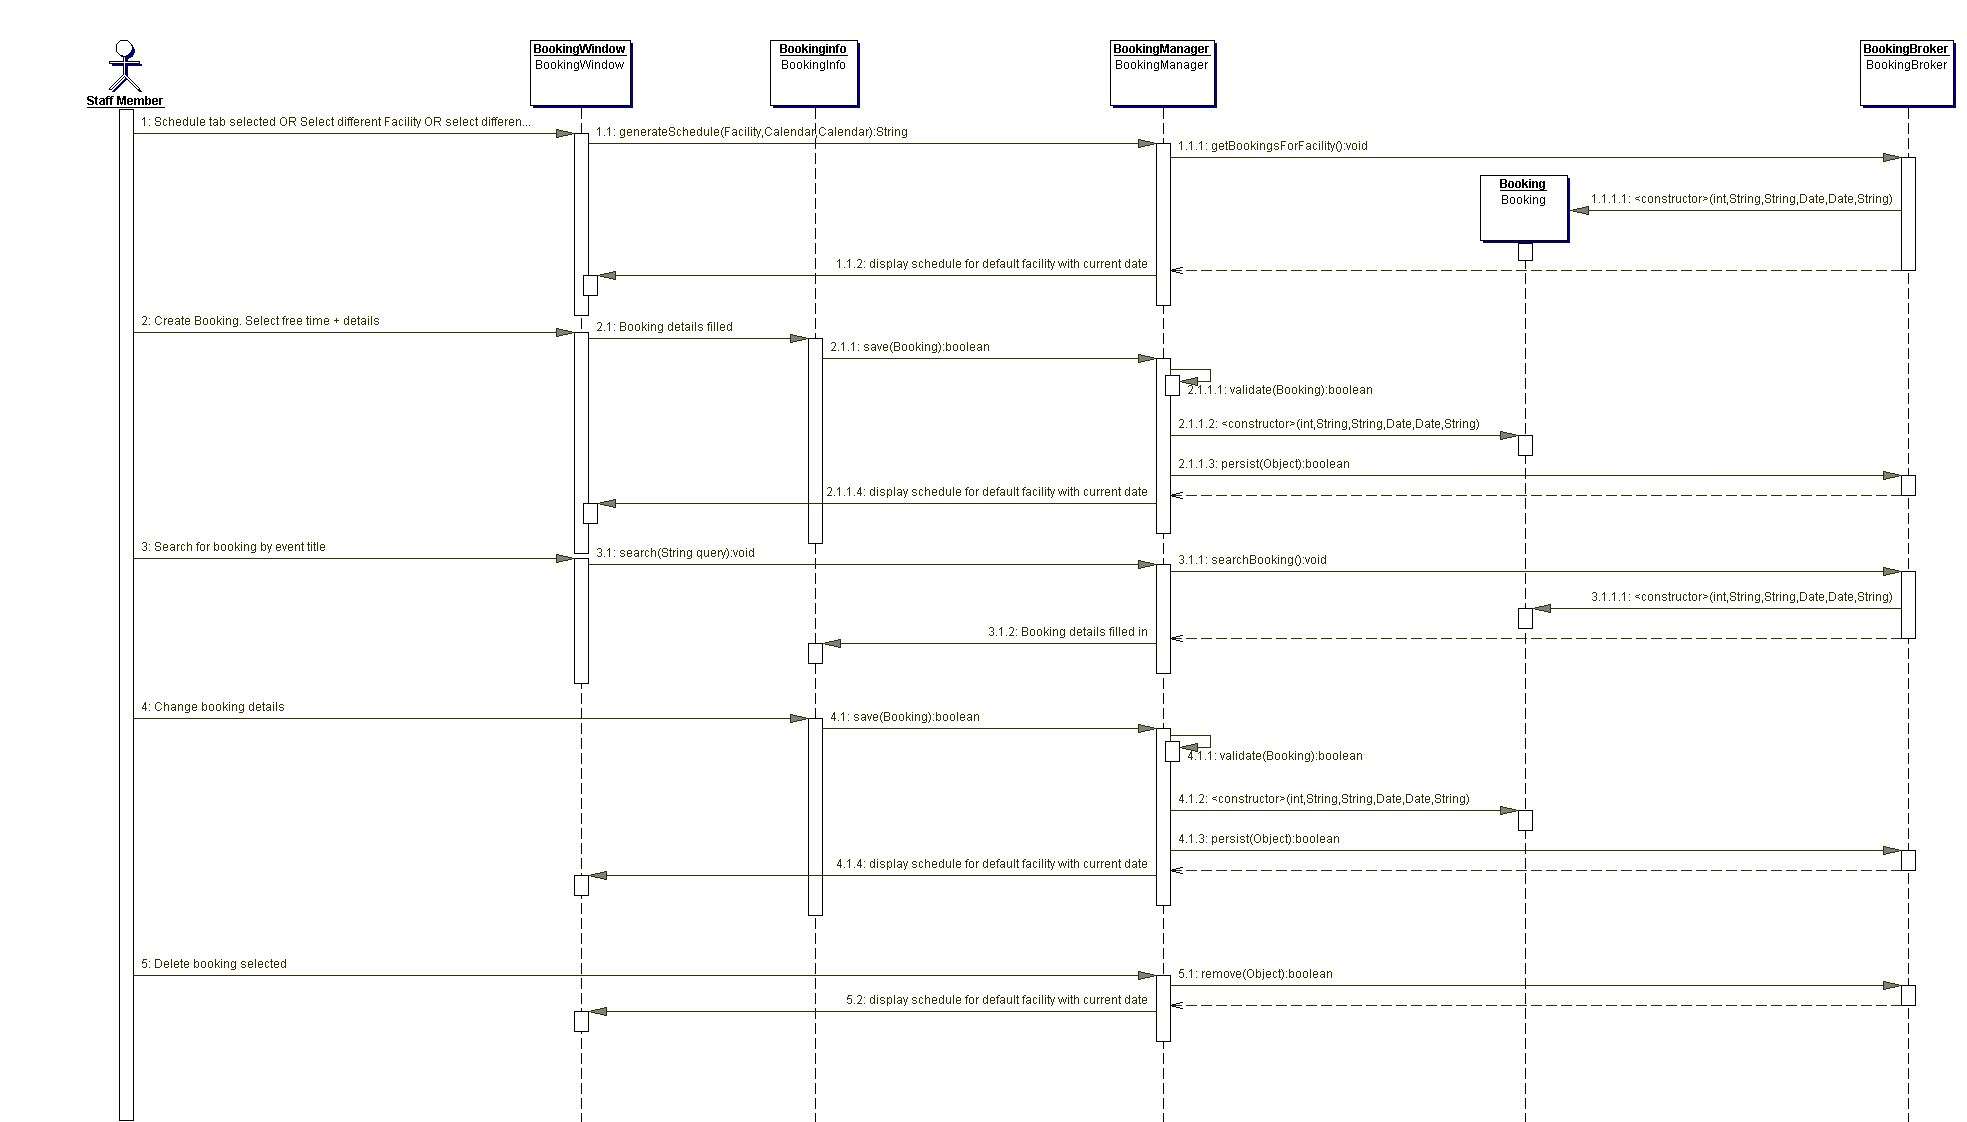 Staff Member
BookingWindow
BookingWindow
Bookinginfo
BookingInfo
BookingManager
BookingManager
BookingBroker
BookingBroker
1: Schedule tab selected OR Select different Facility OR select differen...
1.1: generateSchedule(Facility,Calendar,Calendar):String
1.1.1: getBookingsForFacility():void
Booking
Booking
1.1.1.1: <constructor>(int,String,String,Date,Date,String)
1.1.2: display schedule for default facility with current date
2: Create Booking. Select free time + details
2.1: Booking details filled
2.1.1: save(Booking):boolean
2.1.1.1: validate(Booking):boolean
2.1.1.2: <constructor>(int,String,String,Date,Date,String)
2.1.1.3: persist(Object):boolean
2.1.1.4: display schedule for default facility with current date
3: Search for booking by event title
3.1: search(String query):void
3.1.1: searchBooking():void
3.1.1.1: <constructor>(int,String,String,Date,Date,String)
3.1.2: Booking details filled in
4: Change booking details
4.1: save(Booking):boolean
4.1.1: validate(Booking):boolean
4.1.2: <constructor>(int,String,String,Date,Date,String)
4.1.3: persist(Object):boolean
4.1.4: display schedule for default facility with current date
5: Delete booking selected
5.1: remove(Object):boolean
5.2: display schedule for default facility with current date